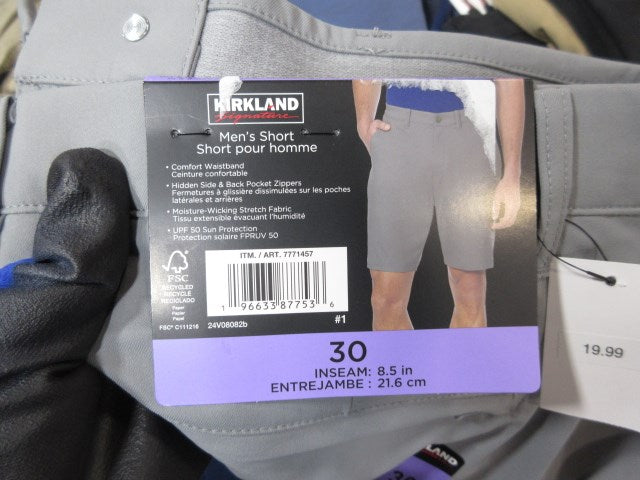 KIRKLAND
Signature
Men's Short
Short pour homme
• Comfort Waistband
Ceinture confortable
• Hidden Side & Back Pocket Zippers
Fermetures à glissière dissimulées sur les poches
latérales et arrières
• Moisture-Wicking Stretch Fabric
Tissu extensible évacuant l'humidité
• UPF 50 Sun Protection
Protection solaire FPRUV 50
ITM. / ART. 7771457
FSC
RECYCLED
RECYCLÉ
RECICLADO
Paper
Papier
Papel
FSC® C111216
1 96633 87753 6
24V08082b
#1
30
INSEAM: 8.5 in
ENTREJAMBE : 21.6 cm
19.99
KIRKLAND